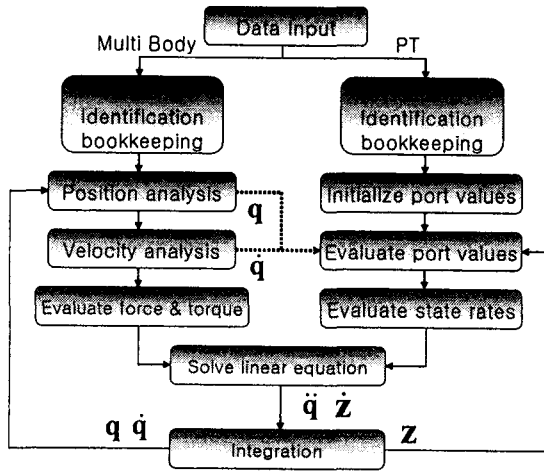 Data Input
Multi Body
PT
Identification
bookkeeping
Identification
bookkeeping
Position analysis
Initialize port values
q
Velocity analysis
Evaluate port values
q̇
Evaluate force & torque
Evaluate state rates
Solve linear equation
q̈ ż
q q̇
z
Integration